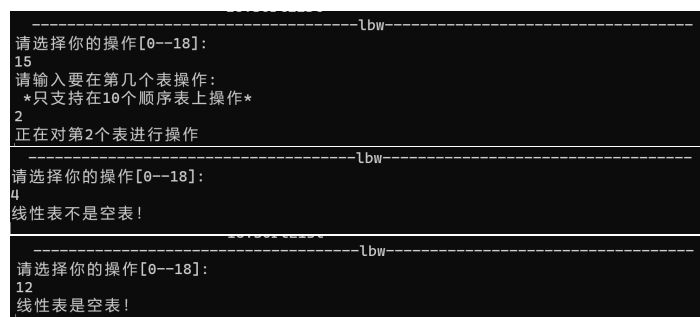 ------------------------------------lbw-----------------------------------
请选择你的操作[0--18]:
15
请输入要在第几个表操作:
*只支持在10个顺序表上操作*
2
正在对第2个表进行操作
------------------------------------lbw-----------------------------------
请选择你的操作[0--18]:
4
线性表不是空表!
------------------------------------lbw-----------------------------------
请选择你的操作[0--18]:
12
线性表是空表!